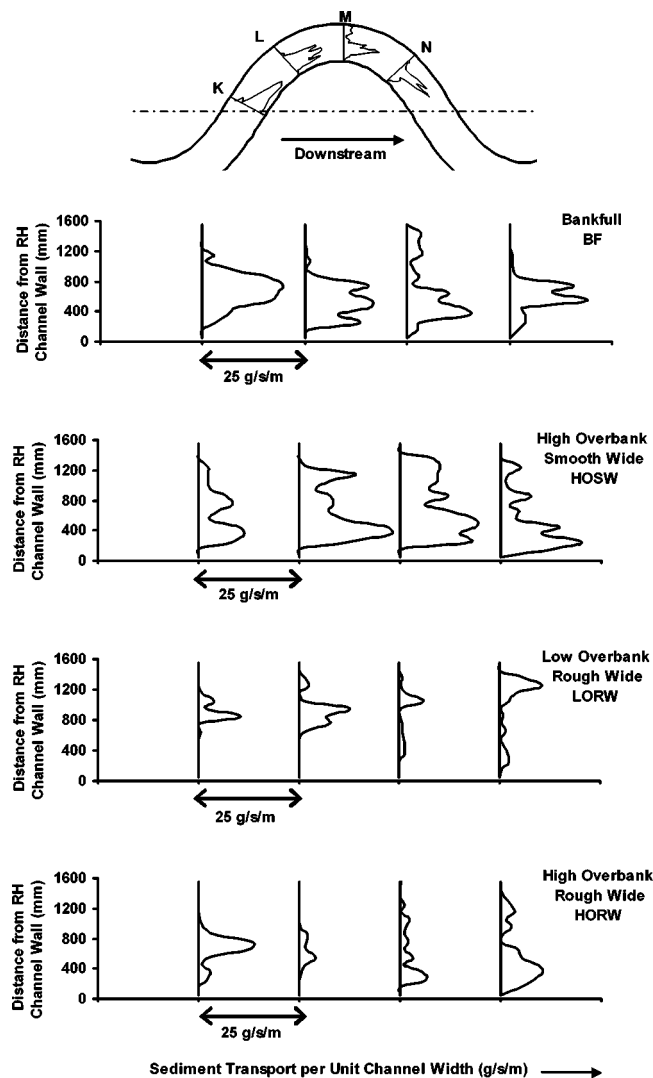 M
L
N
K
Downstream
Bankfull
BF
Distance from RH
Channel Wall (mm)
1600
1200
800
400
0
25 g/s/m
High Overbank
Smooth Wide
HOSW
Distance from RH
Channel Wall (mm)
1600
1200
800
400
0
25 g/s/m
Low Overbank
Rough Wide
LORW
Distance from RH
Channel Wall (mm)
1600
1200
800
400
0
25 g/s/m
High Overbank
Rough Wide
HORW
Distance from RH
Channel Wall (mm)
1600
1200
800
400
0
25 g/s/m
Sediment Transport per Unit Channel Width (g/s/m)